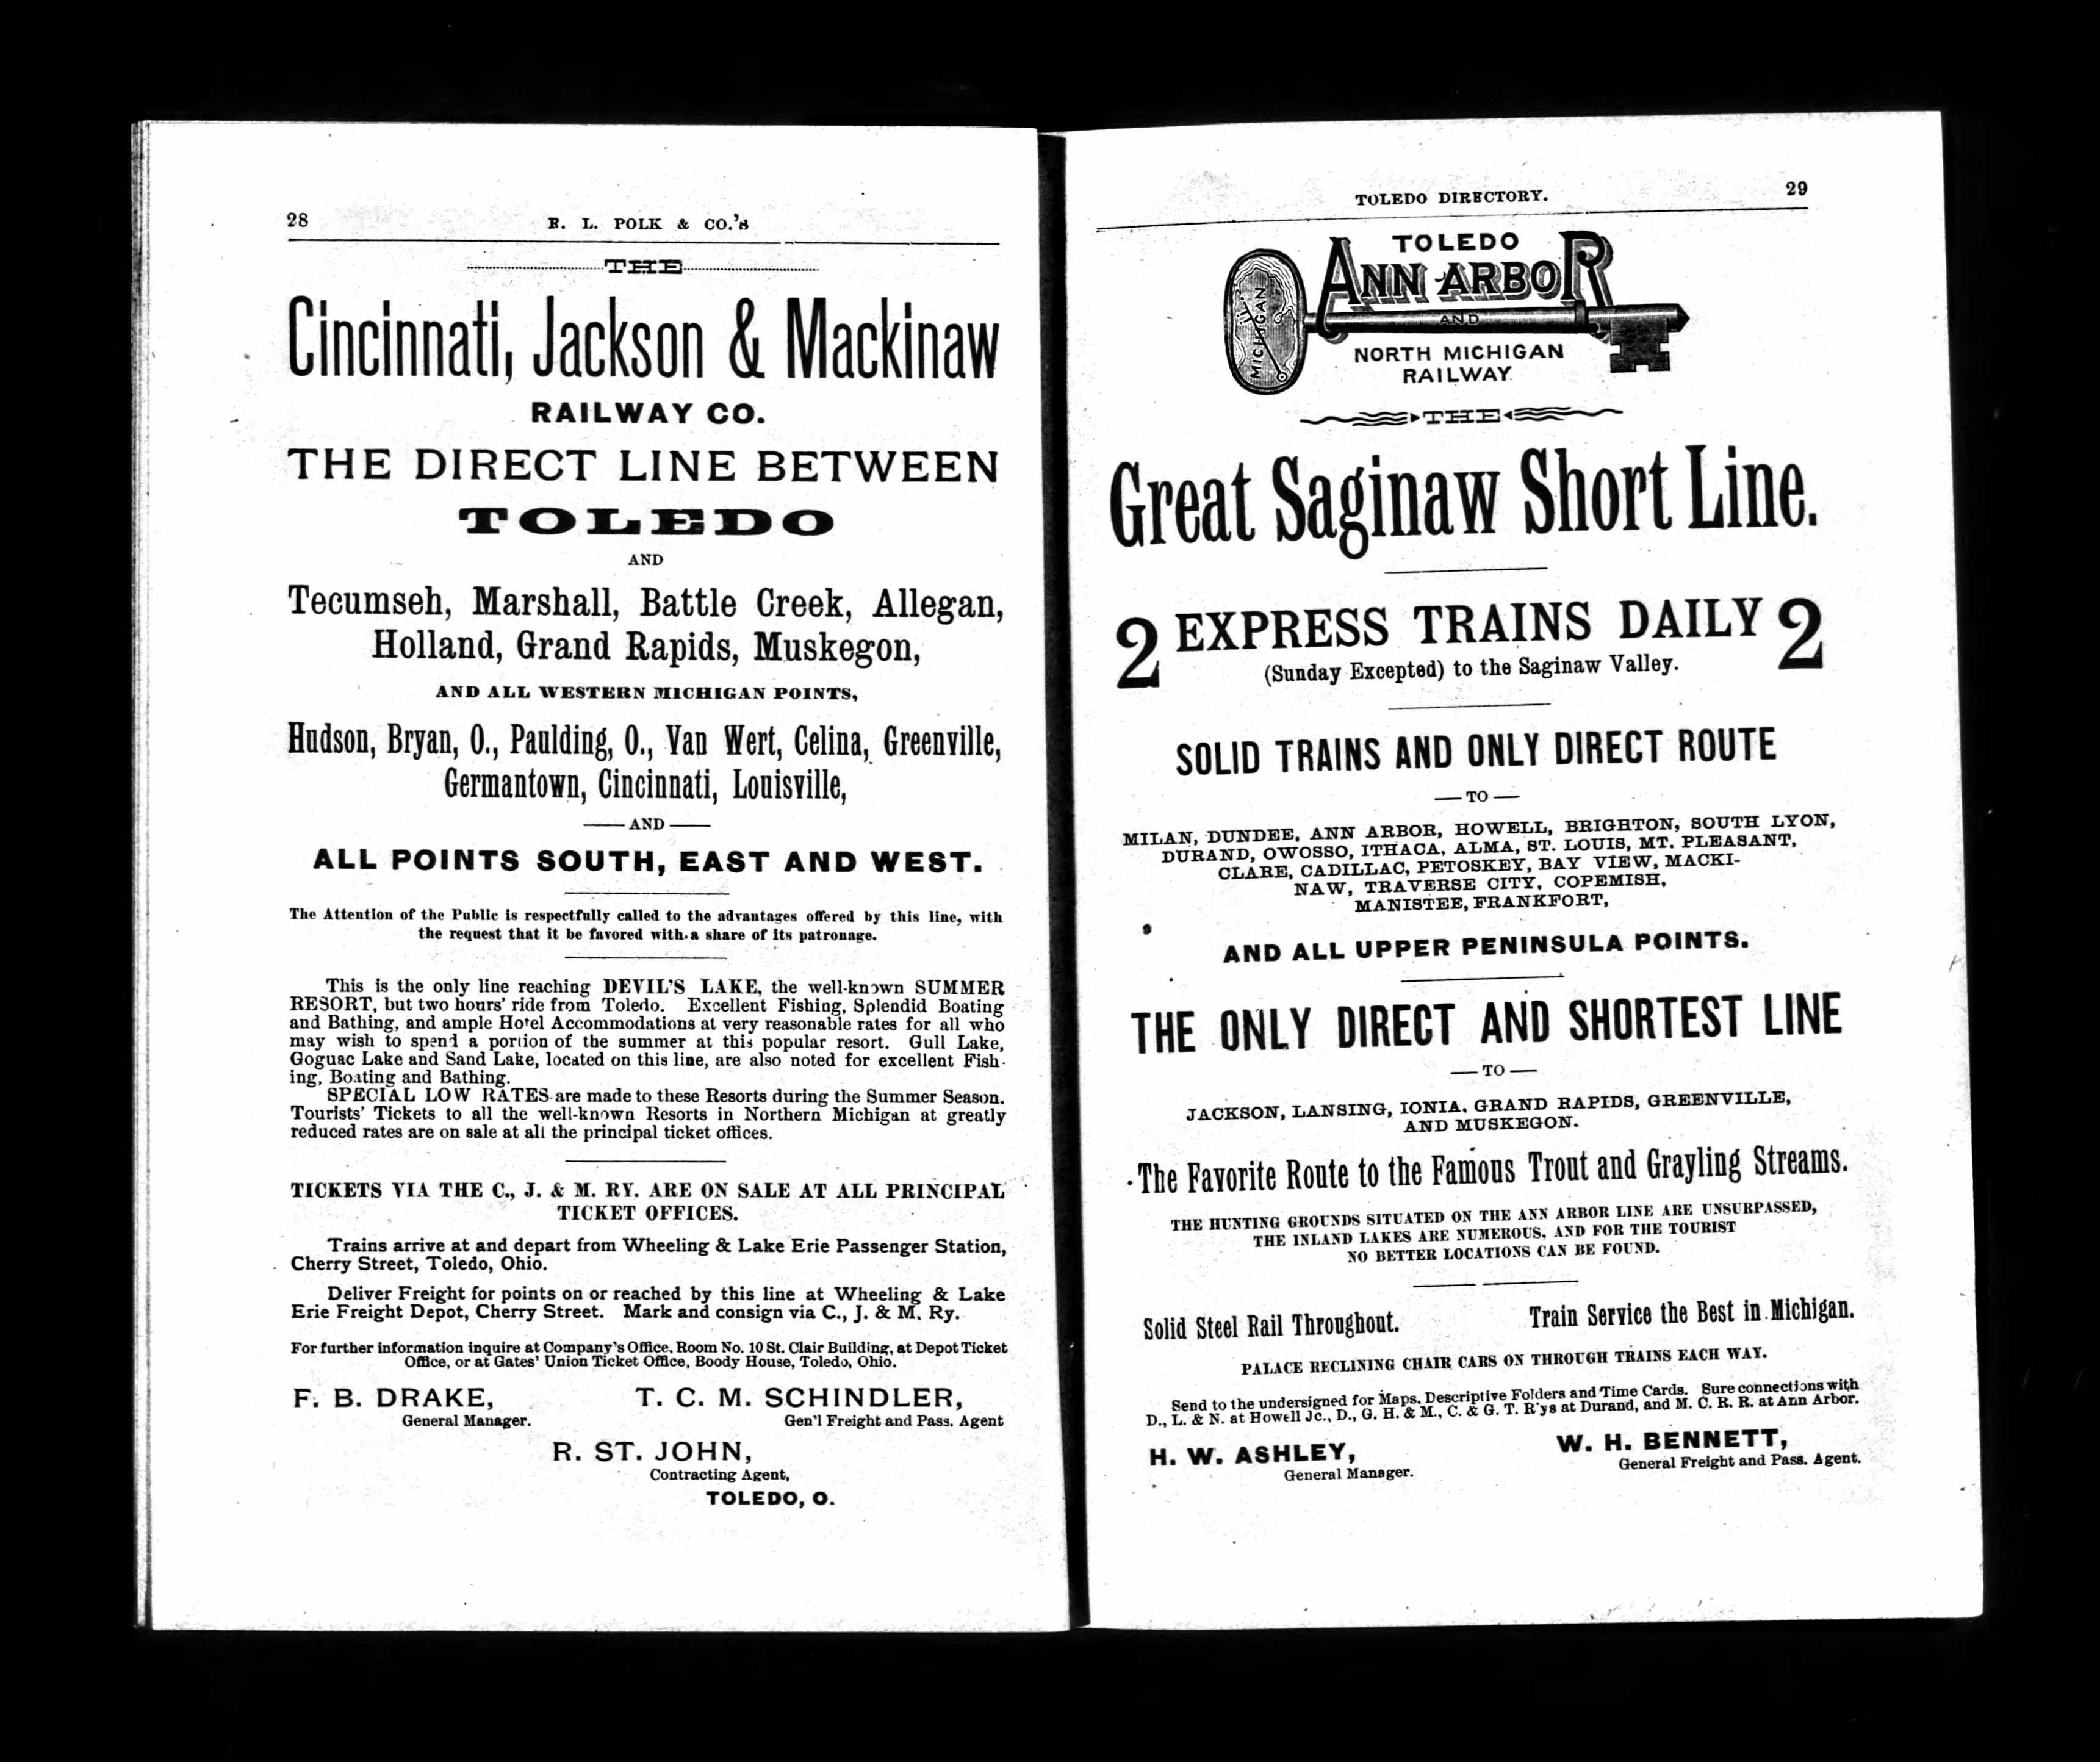 28
R. L. POLK & CO.'s
THE
Cincinnati, Jackson & Mackinaw
RAILWAY CO.
THE DIRECT LINE BETWEEN
TOLEDO
AND
Tecumseh, Marshall, Battle Creek, Allegan,
Holland, Grand Rapids, Muskegon,
AND ALL WESTERN MICHIGAN POINTS,
Hudson, Bryan, O., Paulding, O., Van Wert, Celina, Greenville,
Germantown, Cincinnati, Louisville,
AND
ALL POINTS SOUTH, EAST AND WEST.
The Attention of the Public is respectfully called to the advantages offered by this line, with
the request that it be favored with a share of its patronage.
This is the only line reaching DEVIL'S LAKE, the well-known SUMMER
RESORT, but two hours' ride from Toledo. Excellent Fishing, Splendid Boating
and Bathing, and ample Hotel Accommodations at very reasonable rates for all who
may wish to spend a portion of the summer at this popular resort. Gull Lake,
Goguac Lake and Sand Lake, located on this line, are also noted for excellent Fish-
ing, Boating and Bathing.
SPECIAL LOW RATES are made to these Resorts during the Summer Season.
Tourists' Tickets to all the well-known Resorts in Northern Michigan at greatly
reduced rates are on sale at all the principal ticket offices.
TICKETS VIA THE C., J. & M. RY. ARE ON SALE AT ALL PRINCIPAL
TICKET OFFICES.
Trains arrive at and depart from Wheeling & Lake Erie Passenger Station,
Cherry Street, Toledo, Ohio.
Deliver Freight for points on or reached by this line at Wheeling & Lake
Erie Freight Depot, Cherry Street. Mark and consign via C., J. & M. Ry.
For further information inquire at Company's Office, Room No. 10 St. Clair Building, at Depot Ticket
Office, or at Gates' Union Ticket Office, Boody House, Toledo, Ohio.
F. B. DRAKE, T. C. M. SCHINDLER,
General Manager. Gen'l Freight and Pass. Agent
R. ST. JOHN,
Contracting Agent,
TOLEDO, O.
TOLEDO DIRECTORY.
29
TOLEDO
ANN ARBOR
AND
MICHIGAN
NORTH MICHIGAN
RAILWAY
THE
Great Saginaw Short Line.
2 EXPRESS TRAINS DAILY 2
(Sunday Excepted) to the Saginaw Valley.
SOLID TRAINS AND ONLY DIRECT ROUTE
TO
MILAN, DUNDEE, ANN ARBOR, HOWELL, BRIGHTON, SOUTH LYON,
DURAND, OWOSSO, ITHACA, ALMA, ST. LOUIS, MT. PLEASANT,
CLARE, CADILLAC, PETOSKEY, BAY VIEW, MACKI-
NAW, TRAVERSE CITY, COPEMISH,
MANISTEE, FRANKFORT,
AND ALL UPPER PENINSULA POINTS.
THE ONLY DIRECT AND SHORTEST LINE
TO
JACKSON, LANSING, IONIA, GRAND RAPIDS, GREENVILLE,
AND MUSKEGON.
The Favorite Route to the Famous Trout and Grayling Streams.
THE HUNTING GROUNDS SITUATED ON THE ANN ARBOR LINE ARE UNSURPASSED,
THE INLAND LAKES ARE NUMEROUS, AND FOR THE TOURIST
NO BETTER LOCATIONS CAN BE FOUND.
Solid Steel Rail Throughout. Train Service the Best in Michigan.
PALACE RECLINING CHAIR CARS ON THROUGH TRAINS EACH WAY.
Send to the undersigned for Maps, Descriptive Folders and Time Cards. Sure connections with
D., L. & N. at Howell Jc., D., G. H. & M., C. & G. T. R'ys at Durand, and M. C. R. R. at Ann Arbor.
H. W. ASHLEY, W. H. BENNETT,
General Manager. General Freight and Pass. Agent.